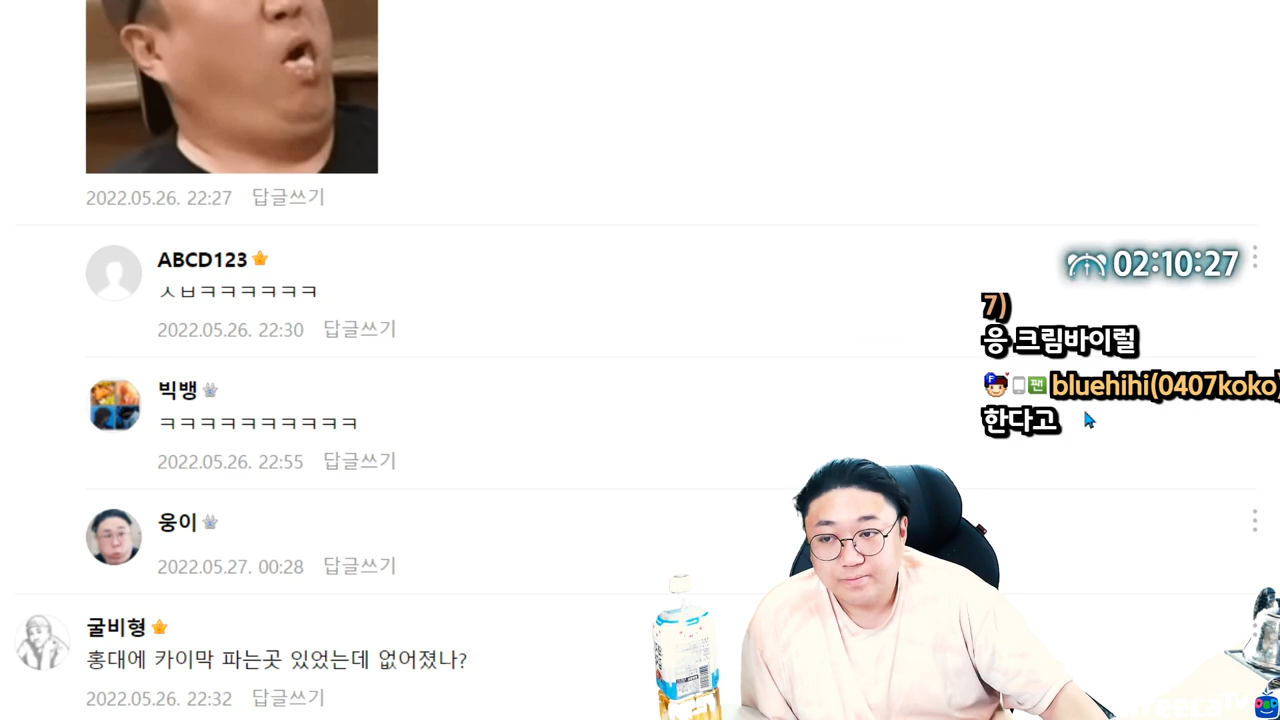 2022.05.26. 22:27 답글쓰기
ABCD123
ㅅㅂㅋㅋㅋㅋㅋㅋ
2022.05.26. 22:30 답글쓰기
빅뱅
ㅋㅋㅋㅋㅋㅋㅋㅋㅋㅋ
2022.05.26. 22:55 답글쓰기
웅이
2022.05.27. 00:28 답글쓰기
굴비형
홍대에 카이막 파는곳 있었는데 없어졌나?
2022.05.26. 22:32 답글쓰기
02:10:27
7)
응 크림바이럴
F 팬 bluehihi(0407koko)
한다고